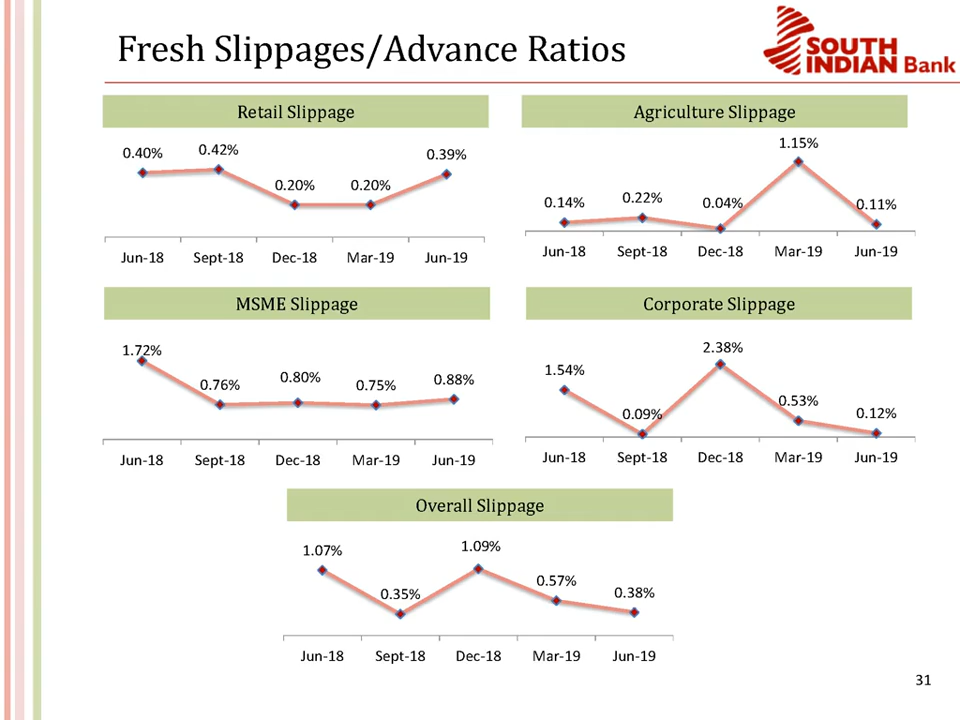 Fresh Slippages/Advance Ratios
SOUTH
INDIAN Bank
Retail Slippage
0.40% 0.42% 0.20% 0.20% 0.39%
Jun-18 Sept-18 Dec-18 Mar-19 Jun-19
Agriculture Slippage
0.14% 0.22% 0.04% 1.15% 0.11%
Jun-18 Sept-18 Dec-18 Mar-19 Jun-19
MSME Slippage
1.72% 0.76% 0.80% 0.75% 0.88%
Jun-18 Sept-18 Dec-18 Mar-19 Jun-19
Corporate Slippage
1.54% 0.09% 2.38% 0.53% 0.12%
Jun-18 Sept-18 Dec-18 Mar-19 Jun-19
Overall Slippage
1.07% 0.35% 1.09% 0.57% 0.38%
Jun-18 Sept-18 Dec-18 Mar-19 Jun-19
31